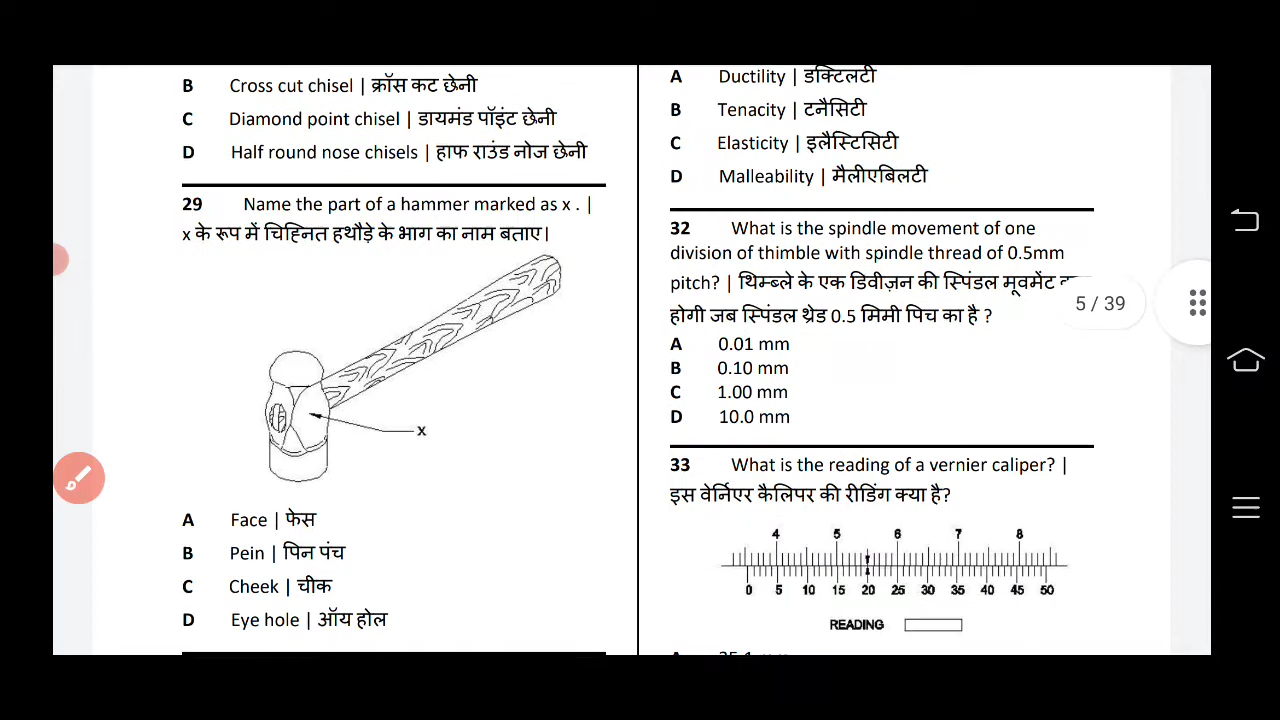 B Cross cut chisel | क्रॉस कट छेनी
C Diamond point chisel | डायमंड पॉइंट छेनी
D Half round nose chisels | हाफ राउंड नोज छेनी
29 Name the part of a hammer marked as x . |
x के रूप में चिह्नित हथौड़े के भाग का नाम बताए।
X
A Face | फेस
B Pein | पिन पंच
C Cheek | चीक
D Eye hole | ऑय होल
A Ductility | डक्टिलटी
B Tenacity | टनैसिटी
C Elasticity | इलैस्टिसिटी
D Malleability | मैलीएबिलटी
32 What is the spindle movement of one
division of thimble with spindle thread of 0.5mm
pitch? | थिम्ब्ले के एक डिवीज़न की स्पिंडल मूवमेंट
होगी जब स्पिंडल थ्रेड 0.5 मिमी पिच का है ?
A 0.01 mm
B 0.10 mm
C 1.00 mm
D 10.0 mm
33 What is the reading of a vernier caliper? |
इस वेर्निएर कैलिपर की रीडिंग क्या है?
4 5 6 7 8
0 5 10 15 20 25 30 35 40 45 50
READING
5 / 39